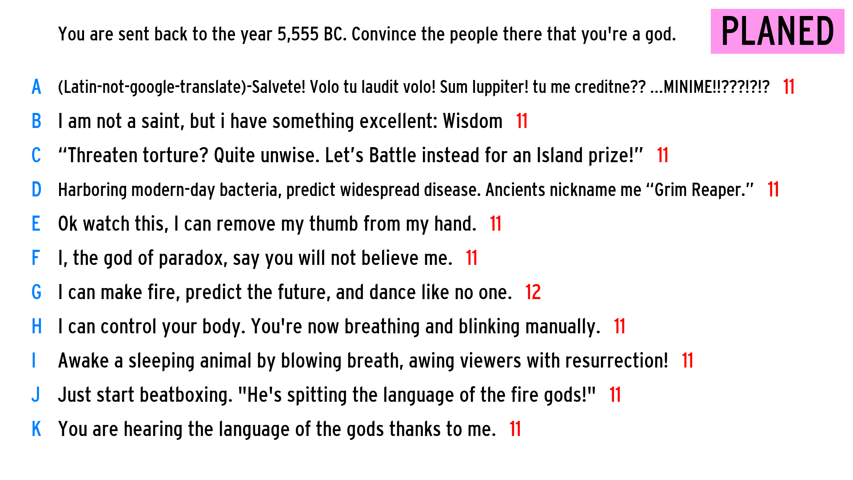 You are sent back to the year 5,555 BC. Convince the people there that you're a god.
PLANED
A (Latin-not-google-translate)-Salvete! Volo tu laudit volo! Sum Iuppiter! tu me creditne?? ...MINIME!!???!?!? 11
B I am not a saint, but i have something excellent: Wisdom 11
C “Threaten torture? Quite unwise. Let’s Battle instead for an Island prize!” 11
D Harboring modern-day bacteria, predict widespread disease. Ancients nickname me “Grim Reaper.” 11
E Ok watch this, I can remove my thumb from my hand. 11
F I, the god of paradox, say you will not believe me. 11
G I can make fire, predict the future, and dance like no one. 12
H I can control your body. You're now breathing and blinking manually. 11
I Awake a sleeping animal by blowing breath, awing viewers with resurrection! 11
J Just start beatboxing. "He's spitting the language of the fire gods!" 11
K You are hearing the language of the gods thanks to me. 11